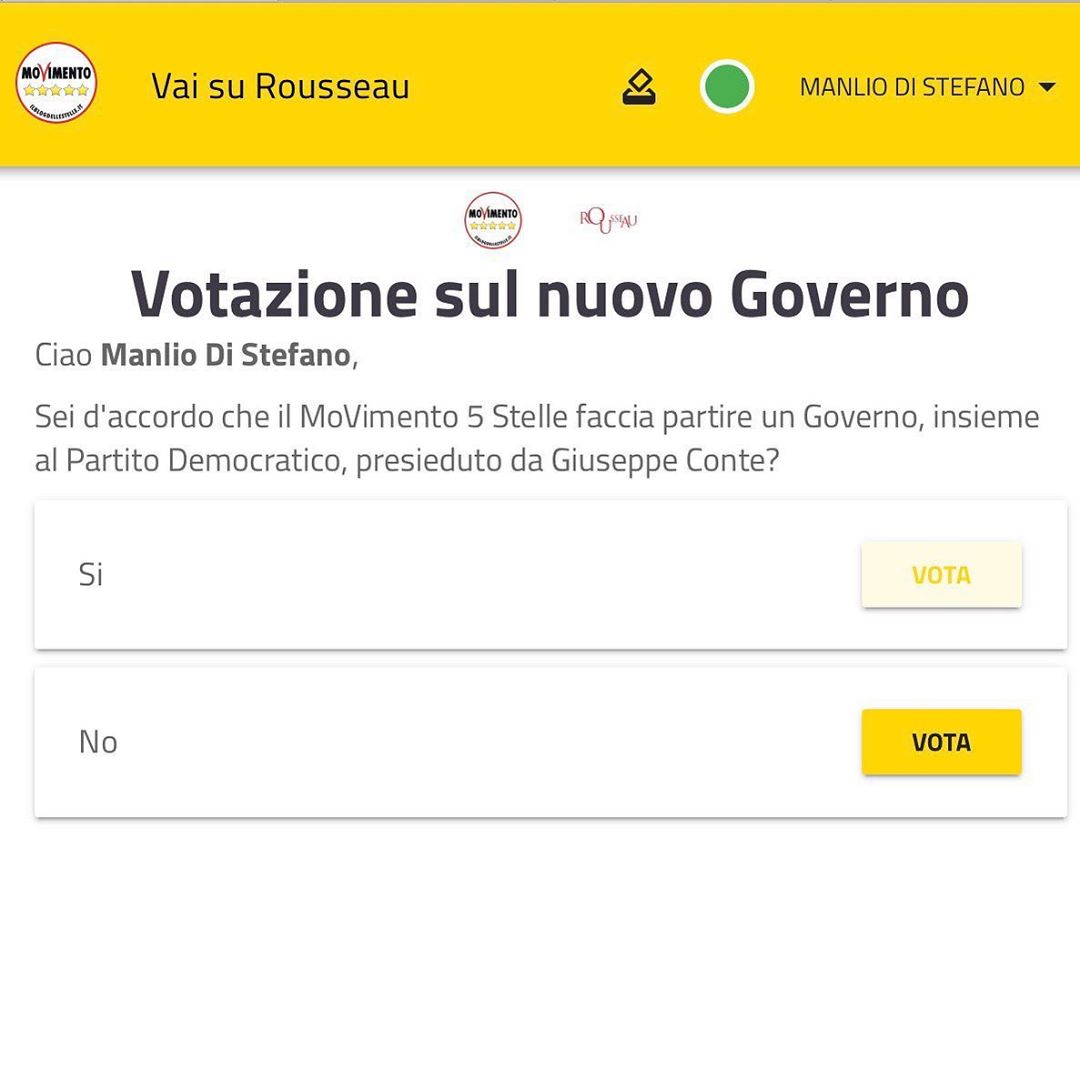 MOVIMENTO
ILBLOGDELLESTELLE.IT
Vai su Rousseau
MANLIO DI STEFANO
MOVIMENTO
ILBLOGDELLESTELLE.IT
ROUSSEAU
Votazione sul nuovo Governo
Ciao Manlio Di Stefano,
Sei d'accordo che il MoVimento 5 Stelle faccia partire un Governo, insieme
al Partito Democratico, presieduto da Giuseppe Conte?
Si
VOTA
No
VOTA